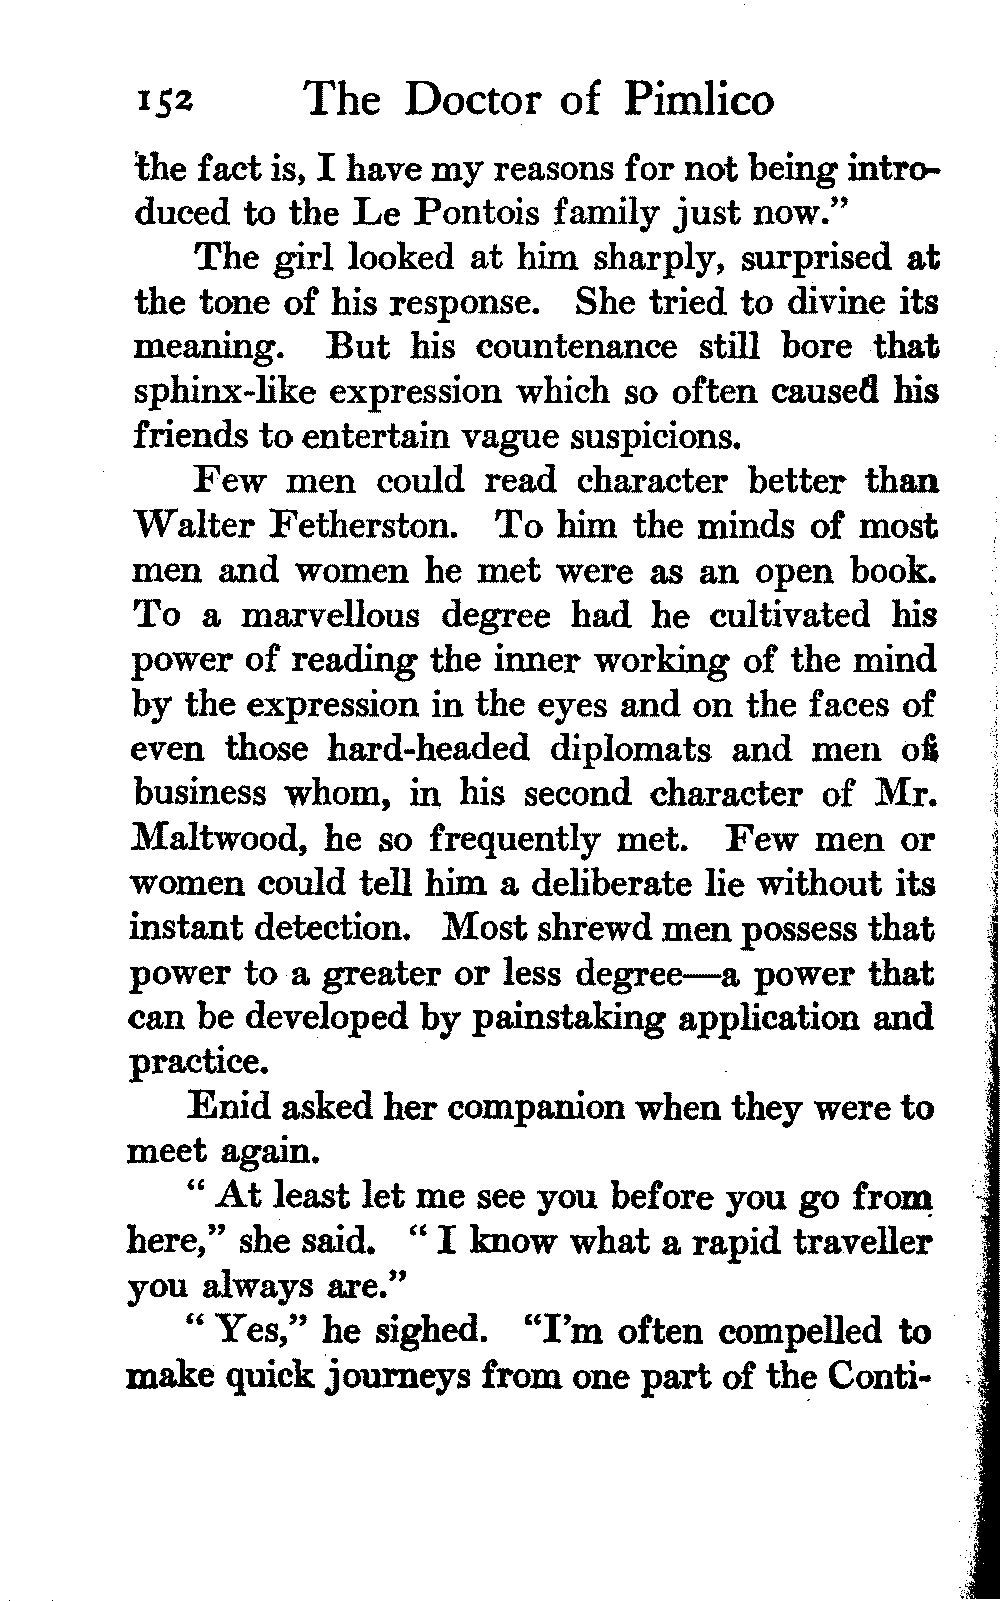 152 The Doctor of Pimlico
the fact is, I have my reasons for not being intro-
duced to the Le Pontois family just now."
The girl looked at him sharply, surprised at
the tone of his response. She tried to divine its
meaning. But his countenance still bore that
sphinx-like expression which so often caused his
friends to entertain vague suspicions.
Few men could read character better than
Walter Fetherston. To him the minds of most
men and women he met were as an open book.
To a marvellous degree had he cultivated his
power of reading the inner working of the mind
by the expression in the eyes and on the faces of
even those hard-headed diplomats and men of
business whom, in his second character of Mr.
Maltwood, he so frequently met. Few men or
women could tell him a deliberate lie without its
instant detection. Most shrewd men possess that
power to a greater or less degree—a power that
can be developed by painstaking application and
practice.
Enid asked her companion when they were to
meet again.
"At least let me see you before you go from
here," she said. "I know what a rapid traveller
you always are."
"Yes," he sighed. "I'm often compelled to
make quick journeys from one part of the Conti-